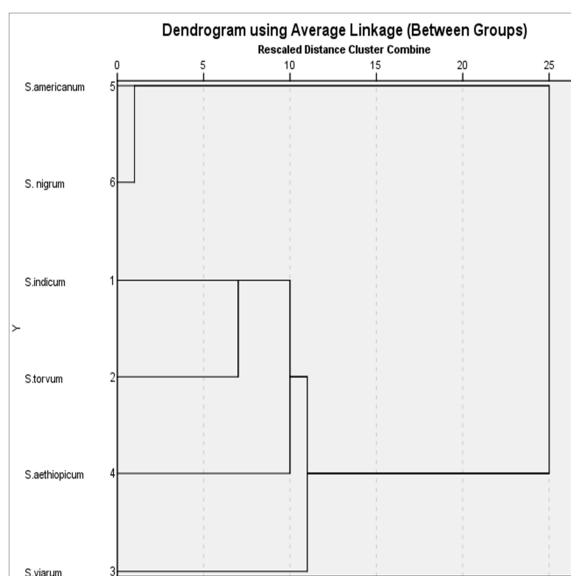 Dendrogram using Average Linkage (Between Groups)
Rescaled Distance Cluster Combine
0 5 10 15 20 25
S.americanum 5
S. nigrum 6
S.indicum 1
Y
S.torvum 2
S.aethiopicum 4
S.viarum 3